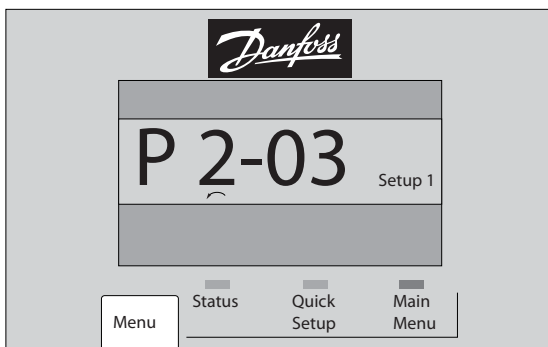 Danfoss
P 2-03
Setup 1
Status
Quick
Setup
Main
Menu
Menu